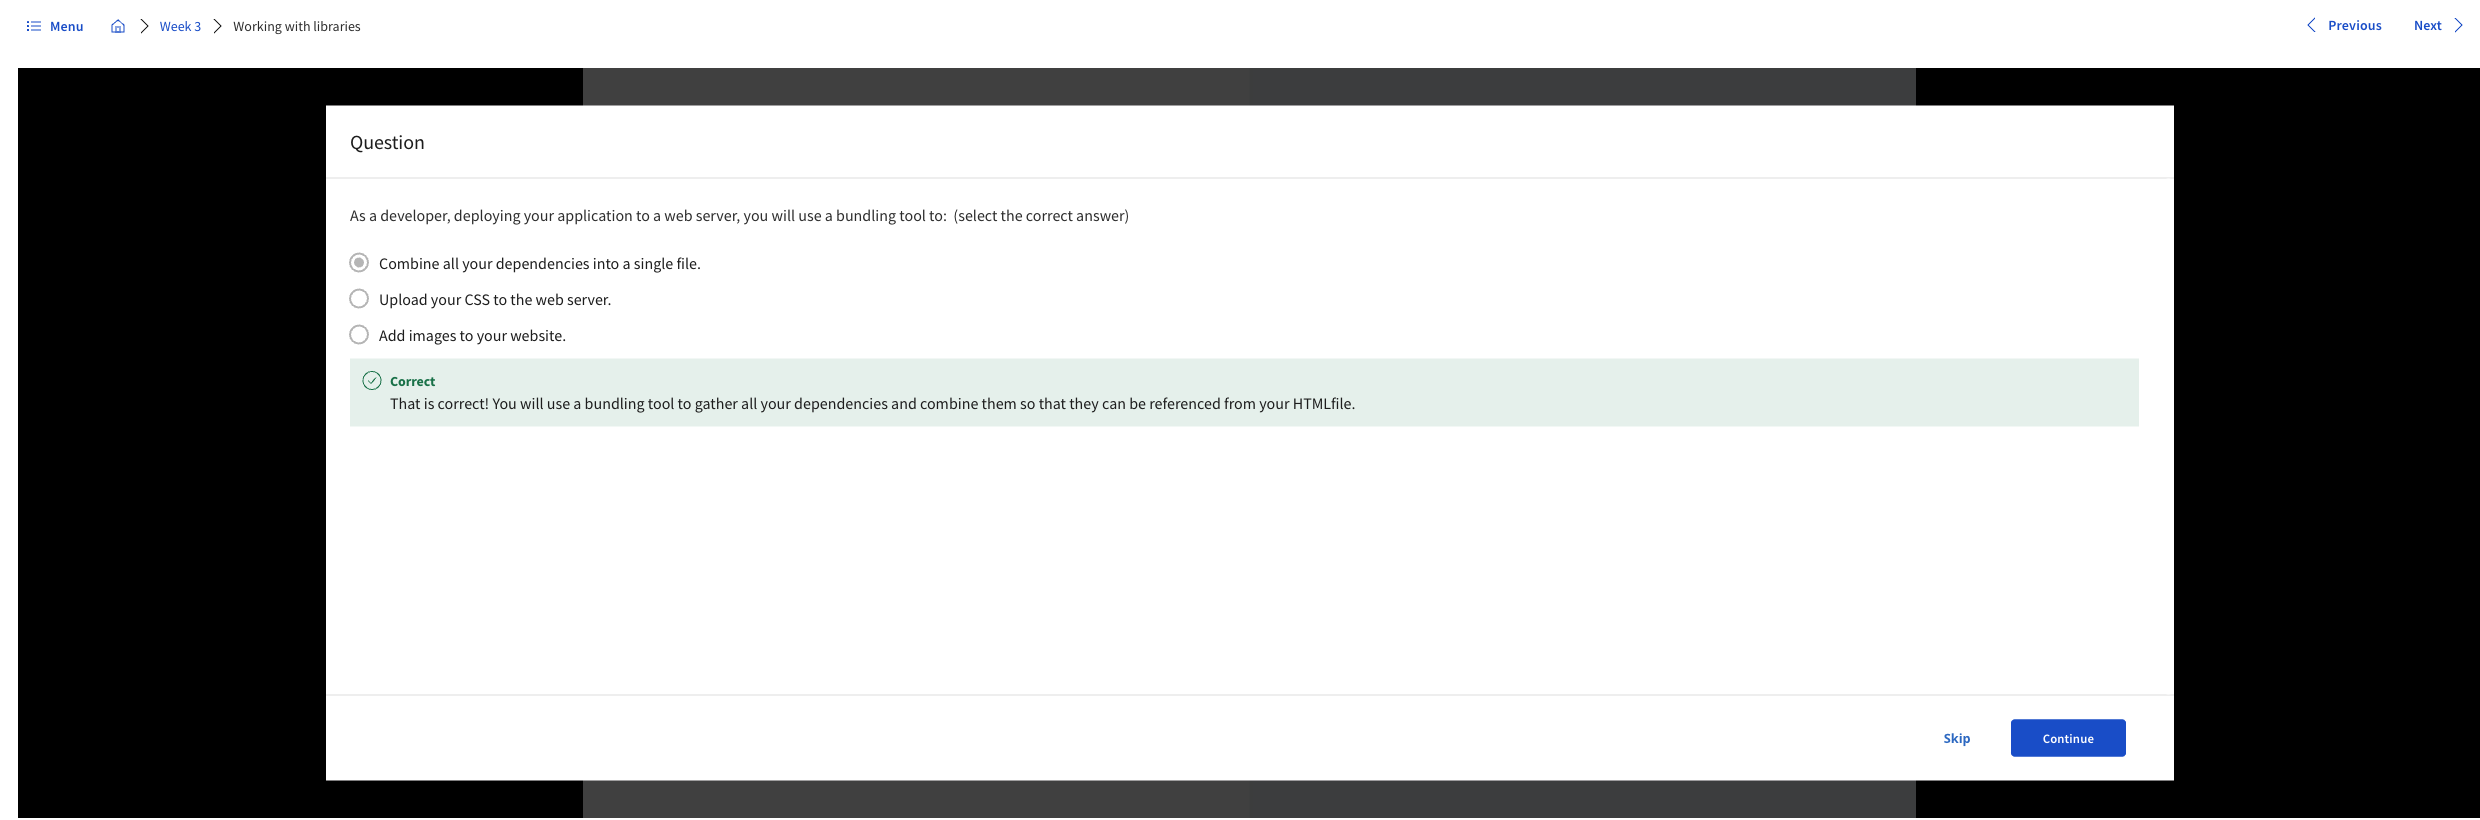 Menu
Week 3
Working with libraries
Previous
Next
Question
As a developer, deploying your application to a web server, you will use a bundling tool to:  (select the correct answer)
Combine all your dependencies into a single file.
Upload your CSS to the web server.
Add images to your website.
Correct
That is correct! You will use a bundling tool to gather all your dependencies and combine them so that they can be referenced from your HTMLfile.
Skip
Continue